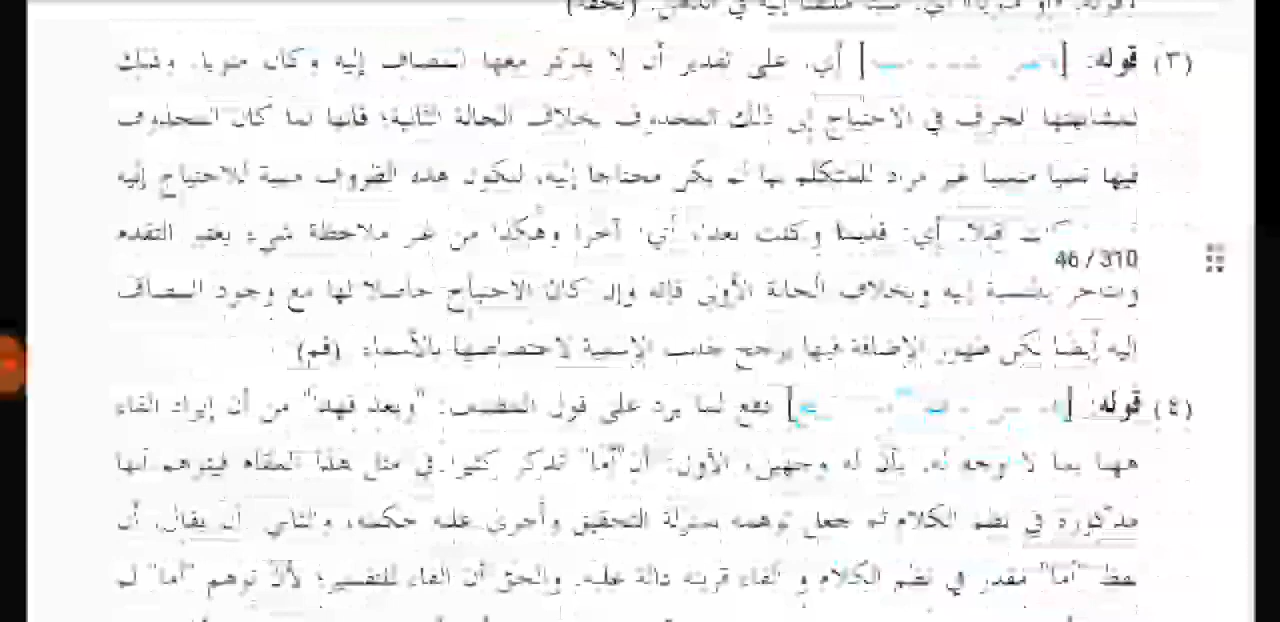 (٣) قوله: [ ] أي: على تقدير أن لا يذكر معها المضاف إليه وكان منويا، وذلك
لمشابهتها الحرف في الاحتياج إلى ذلك المحذوف بخلاف الحالة الثانية؛ فإنها لما كان المحذوف
فيها نسيا منسيا غير مراد للمتكلم بها لم يكن محتاجا إليه، لتكون هذه الظروف مبنية للاحتياج إليه
قبلا، أي: قديما وكنت بعدا، أي: آخرا وهكذا من غير ملاحظة شيء يعتبر التقدم
46 / 310
والتأخر بالنسبة إليه وبخلاف الحالة الأولى فإنه وإن كان الاحتياج حاصلا لها مع وجود المضاف
إليه أيضا لكن ظهور الإضافة فيها يرجح جانب الإسمية لاختصاصها بالأسماء (قم)
(٤) قوله: [ ] دفع لما يرد على قول المصنف: "وبعد فهذ" من أن إيراد الفاء
ههنا مما لا وجه له، بأن له وجهين، الأول: أن "أما" تذكر كثيرا في مثل هذا المقام فيتوهم أنها
مذكورة في نظم الكلام ثم جعل توهمه بمنزلة التحقيق وأجرى عليه حكمه، والثاني أن يقال، أن
لفظ "أما" مقدر في نظم الكلام و الفاء قرينة دالة عليه. والحق أن الفاء للتفسير؛ لأن توهم "أما" لم